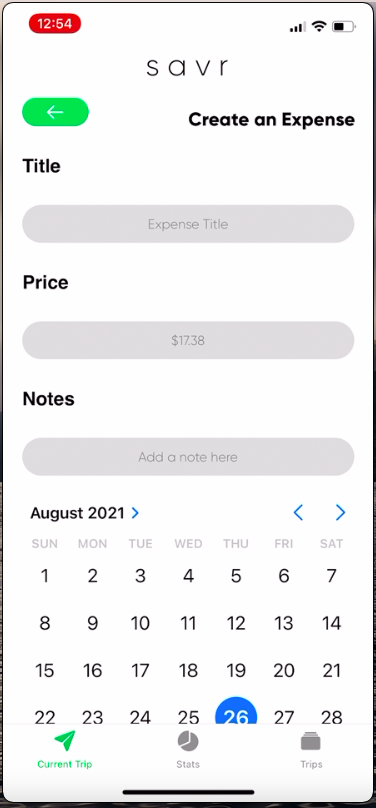 12:54
savr
Create an Expense
Title
Expense Title
Price
$17.38
Notes
Add a note here
August 2021
SUN MON TUE WED THU FRI SAT
1 2 3 4 5 6 7
8 9 10 11 12 13 14
15 16 17 18 19 20 21
22 23 24 25 26 27 28
Current Trip Stats Trips